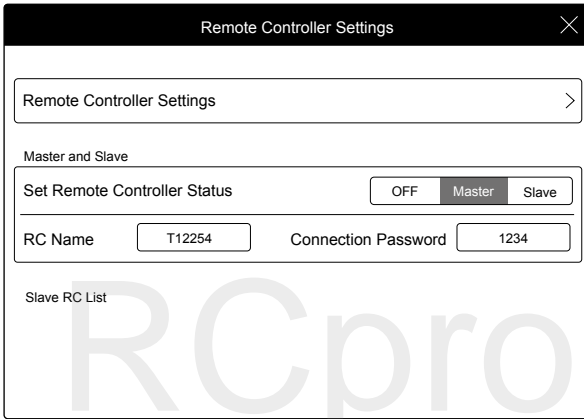 Remote Controller Settings
Remote Controller Settings
Master and Slave
Set Remote Controller Status OFF Master Slave
RC Name T12254 Connection Password 1234
Slave RC List
RCpro